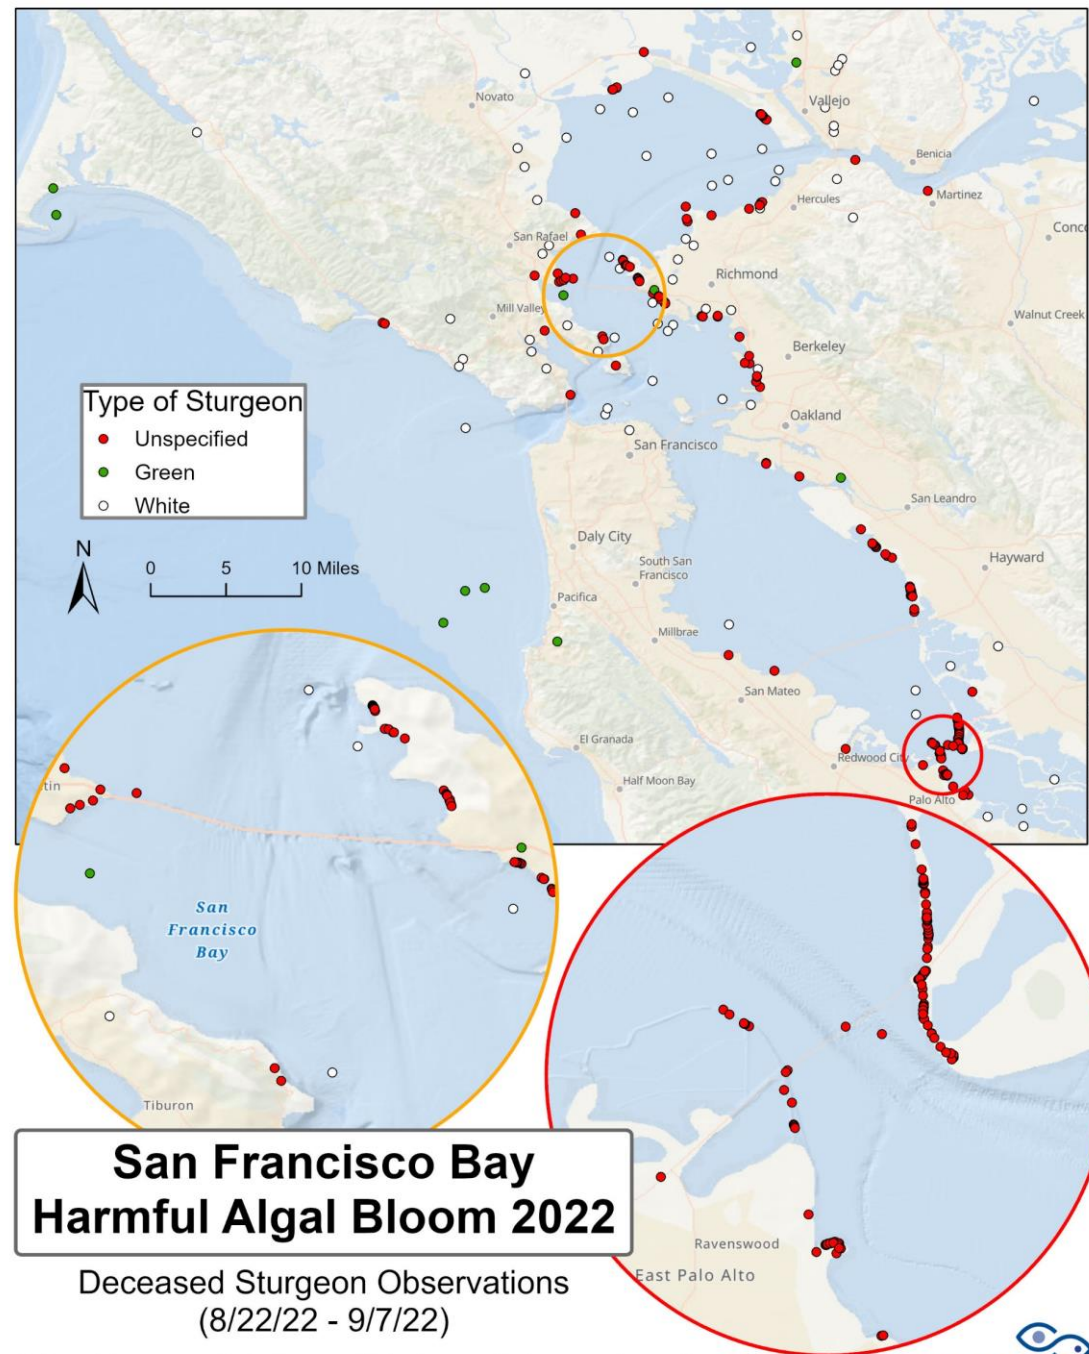 Novato
Vallejo
Benicia
Martinez
Hercules
Conc
San Rafael
Richmond
Mill Valley
Walnut Creek
Berkeley
Type of Sturgeon
Unspecified
Green
White
Oakland
San Francisco
San Leandro
N
0 5 10 Miles
Daly City
South San
Francisco
Hayward
Pacifica
Millbrae
San Mateo
El Granada
Redwood City
Half Moon Bay
Palo Alto
tin
San
Francisco
Bay
Tiburon
Ravenswood
East Palo Alto
San Francisco Bay
Harmful Algal Bloom 2022
Deceased Sturgeon Observations
(8/22/22 - 9/7/22)